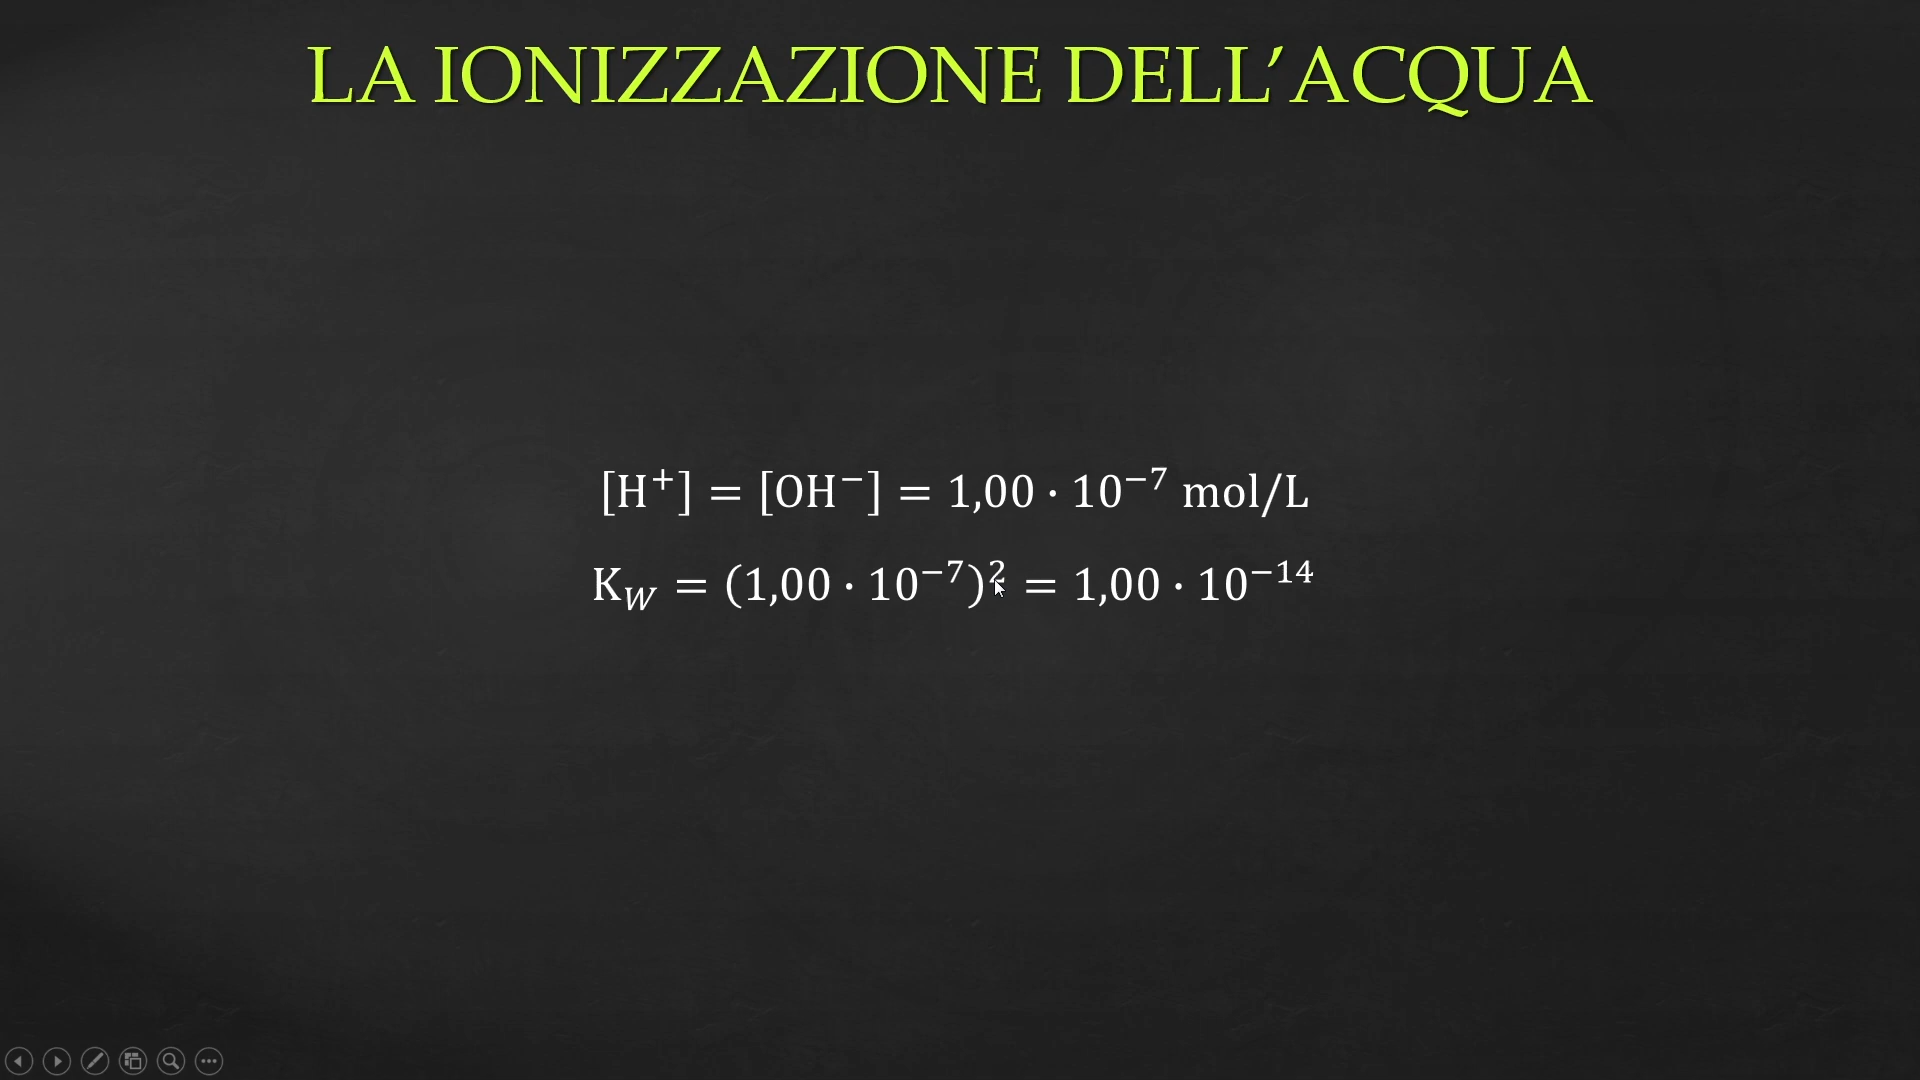 LA IONIZZAZIONE DELL’ACQUA
[H⁺] = [OH⁻] = 1,00 · 10⁻⁷ mol/L
K_W = (1,00 · 10⁻⁷)² = 1,00 · 10⁻¹⁴